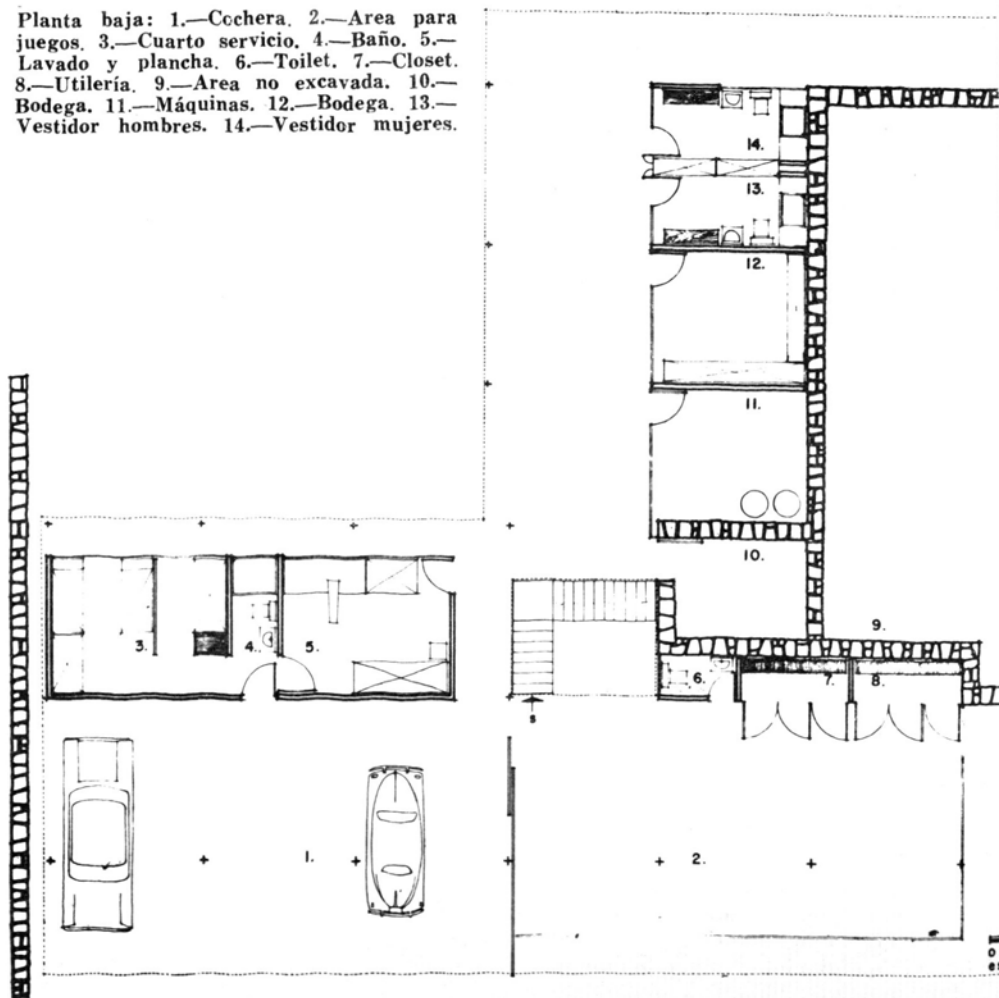 Planta baja: 1.—Cochera. 2.—Area para
juegos. 3.—Cuarto servicio. 4.—Baño. 5.—
Lavado y plancha. 6.—Toilet. 7.—Closet.
8.—Utilería. 9.—Area no excavada. 10.—
Bodega. 11.—Máquinas. 12.—Bodega. 13.—
Vestidor hombres. 14.—Vestidor mujeres.
14.
13.
12.
11.
10.
9.
3.
4.
5.
6.
7.
8.
s
1.
2.